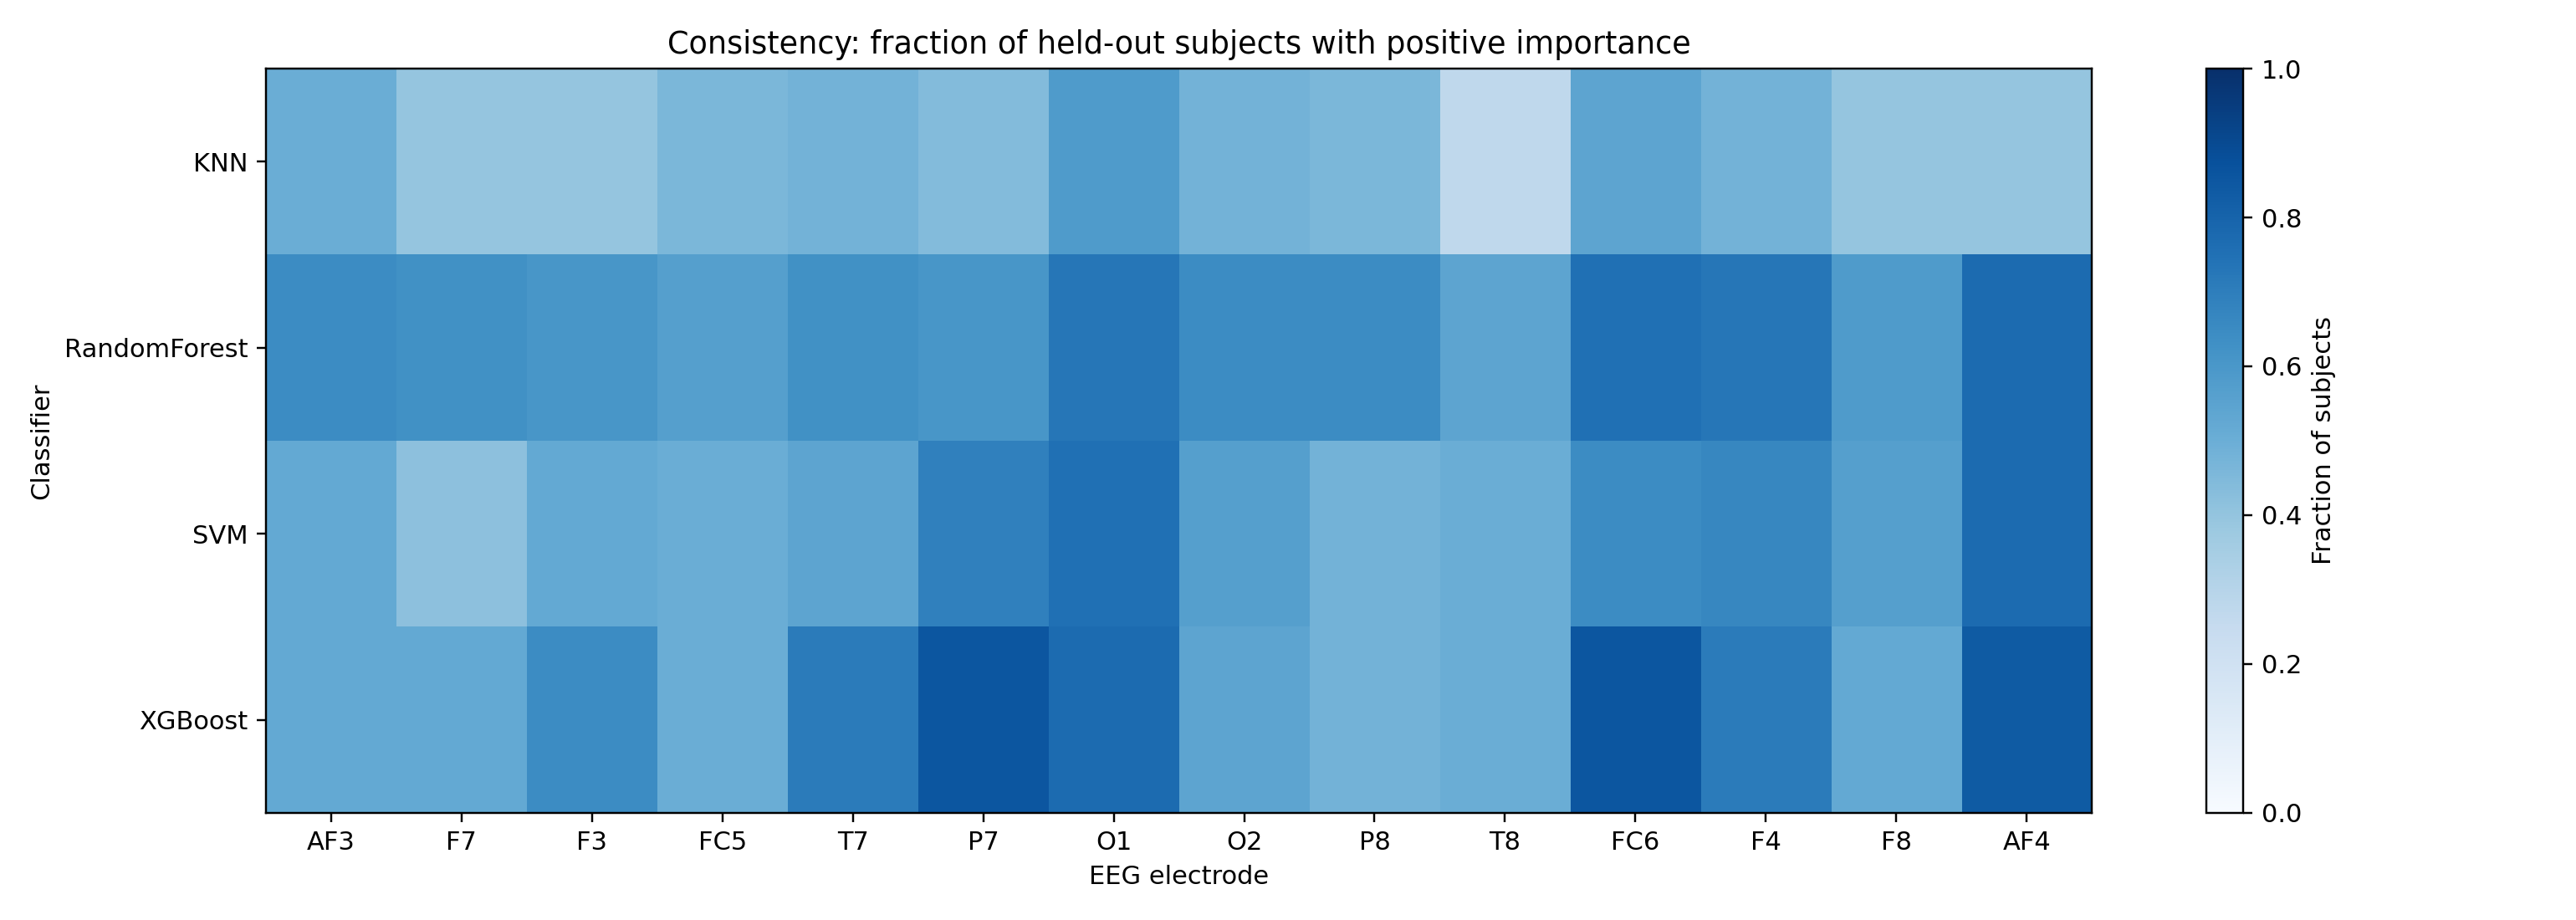 Consistency: fraction of held-out subjects with positive importance
Classifier
KNN
RandomForest
SVM
XGBoost
AF3 F7 F3 FC5 T7 P7 O1 O2 P8 T8 FC6 F4 F8 AF4
EEG electrode
1.0
0.8
0.6
0.4
0.2
0.0
Fraction of subjects